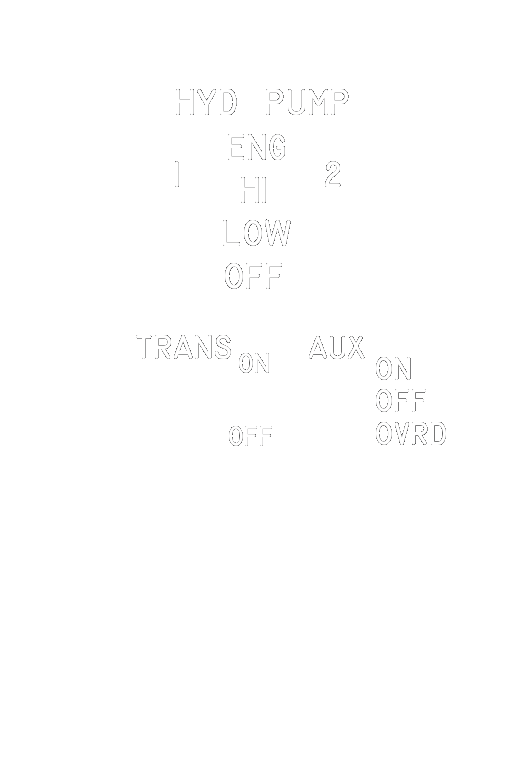 HYD PUMP
ENG
1 2
HI
LOW
OFF
TRANS AUX
ON ON
OFF
OFF OVRD